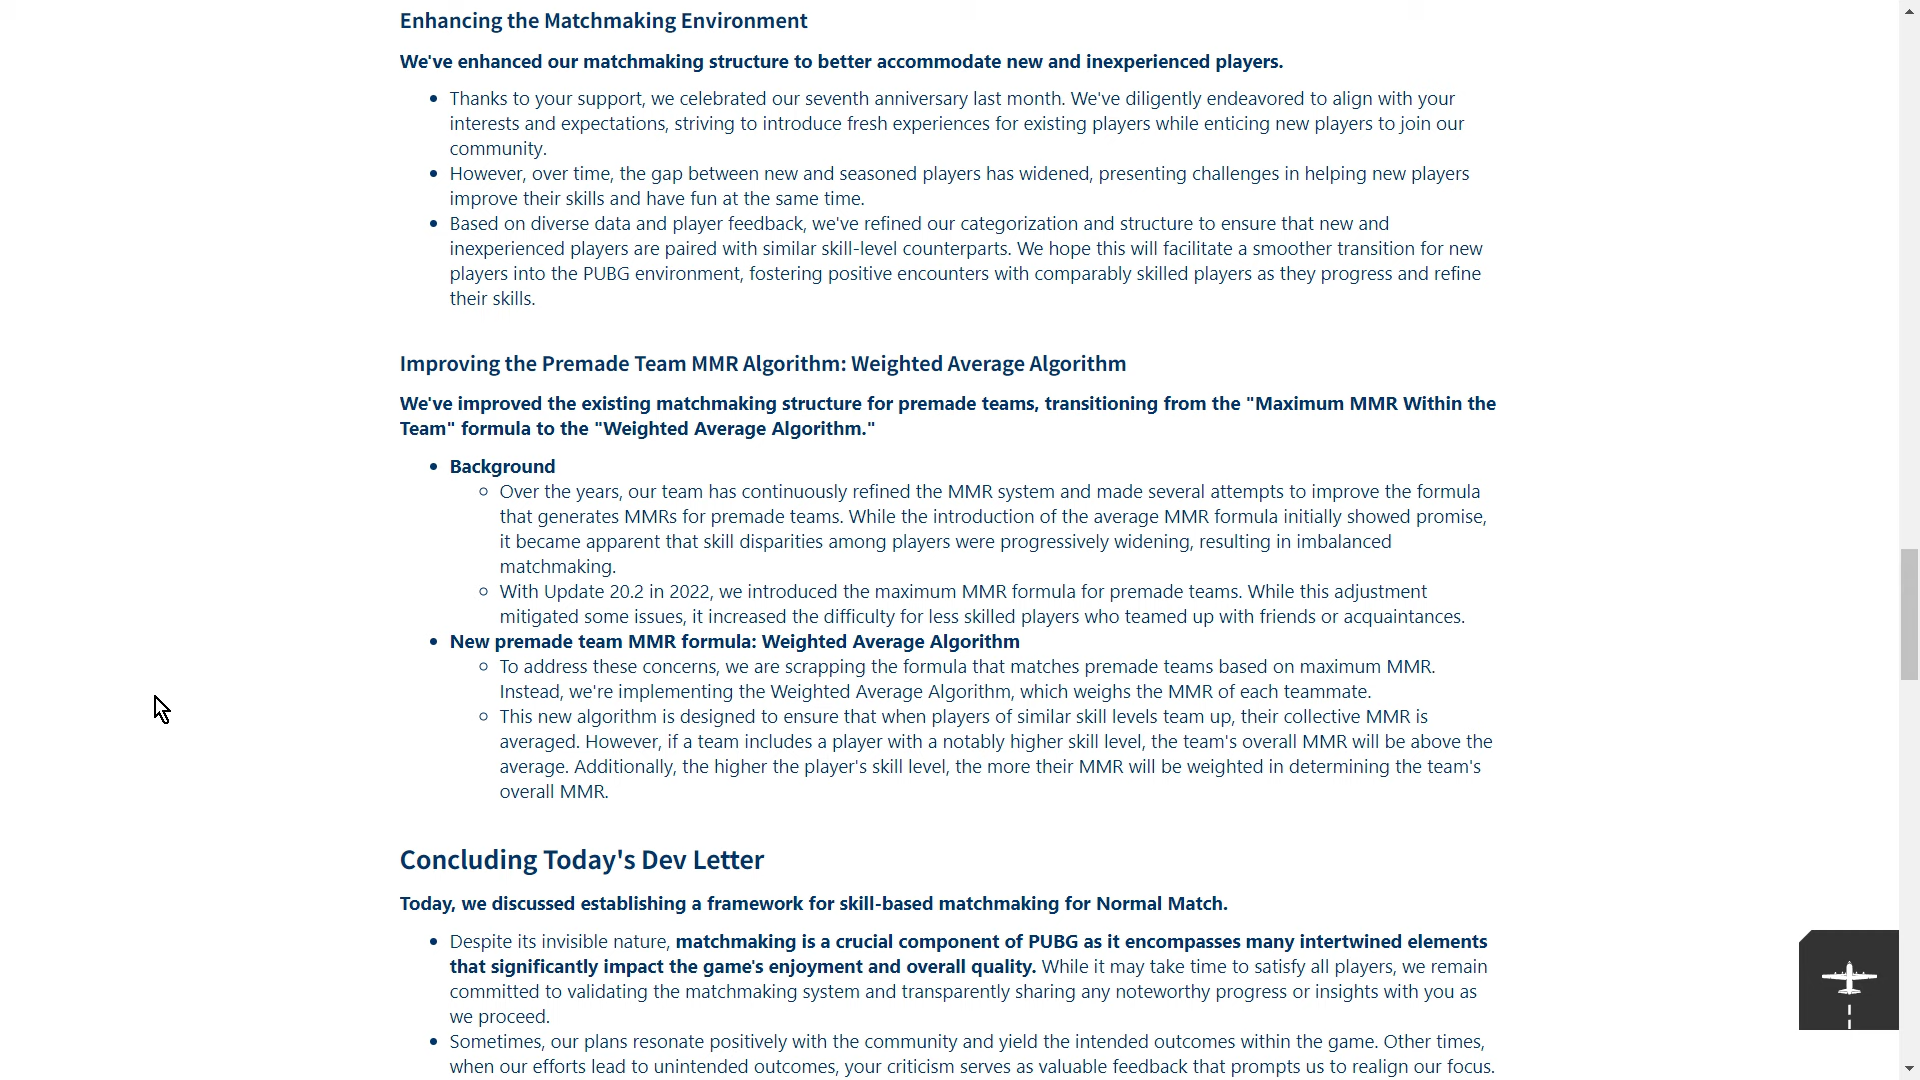 Enhancing the Matchmaking Environment
We've enhanced our matchmaking structure to better accommodate new and inexperienced players.
• Thanks to your support, we celebrated our seventh anniversary last month. We've diligently endeavored to align with your
interests and expectations, striving to introduce fresh experiences for existing players while enticing new players to join our
community.
• However, over time, the gap between new and seasoned players has widened, presenting challenges in helping new players
improve their skills and have fun at the same time.
• Based on diverse data and player feedback, we've refined our categorization and structure to ensure that new and
inexperienced players are paired with similar skill-level counterparts. We hope this will facilitate a smoother transition for new
players into the PUBG environment, fostering positive encounters with comparably skilled players as they progress and refine
their skills.
Improving the Premade Team MMR Algorithm: Weighted Average Algorithm
We've improved the existing matchmaking structure for premade teams, transitioning from the "Maximum MMR Within the
Team" formula to the "Weighted Average Algorithm."
• Background
○ Over the years, our team has continuously refined the MMR system and made several attempts to improve the formula
that generates MMRs for premade teams. While the introduction of the average MMR formula initially showed promise,
it became apparent that skill disparities among players were progressively widening, resulting in imbalanced
matchmaking.
○ With Update 20.2 in 2022, we introduced the maximum MMR formula for premade teams. While this adjustment
mitigated some issues, it increased the difficulty for less skilled players who teamed up with friends or acquaintances.
• New premade team MMR formula: Weighted Average Algorithm
○ To address these concerns, we are scrapping the formula that matches premade teams based on maximum MMR.
Instead, we're implementing the Weighted Average Algorithm, which weighs the MMR of each teammate.
○ This new algorithm is designed to ensure that when players of similar skill levels team up, their collective MMR is
averaged. However, if a team includes a player with a notably higher skill level, the team's overall MMR will be above the
average. Additionally, the higher the player's skill level, the more their MMR will be weighted in determining the team's
overall MMR.
Concluding Today's Dev Letter
Today, we discussed establishing a framework for skill-based matchmaking for Normal Match.
• Despite its invisible nature, matchmaking is a crucial component of PUBG as it encompasses many intertwined elements
that significantly impact the game's enjoyment and overall quality. While it may take time to satisfy all players, we remain
committed to validating the matchmaking system and transparently sharing any noteworthy progress or insights with you as
we proceed.
• Sometimes, our plans resonate positively with the community and yield the intended outcomes within the game. Other times,
when our efforts lead to unintended outcomes, your criticism serves as valuable feedback that prompts us to realign our focus.